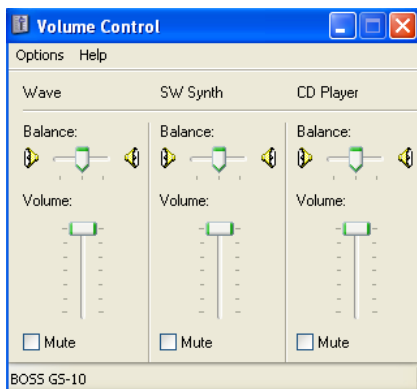 Volume Control
Options Help
Wave SW Synth CD Player
Balance: Balance: Balance:
Volume: Volume: Volume:
Mute Mute Mute
BOSS GS-10